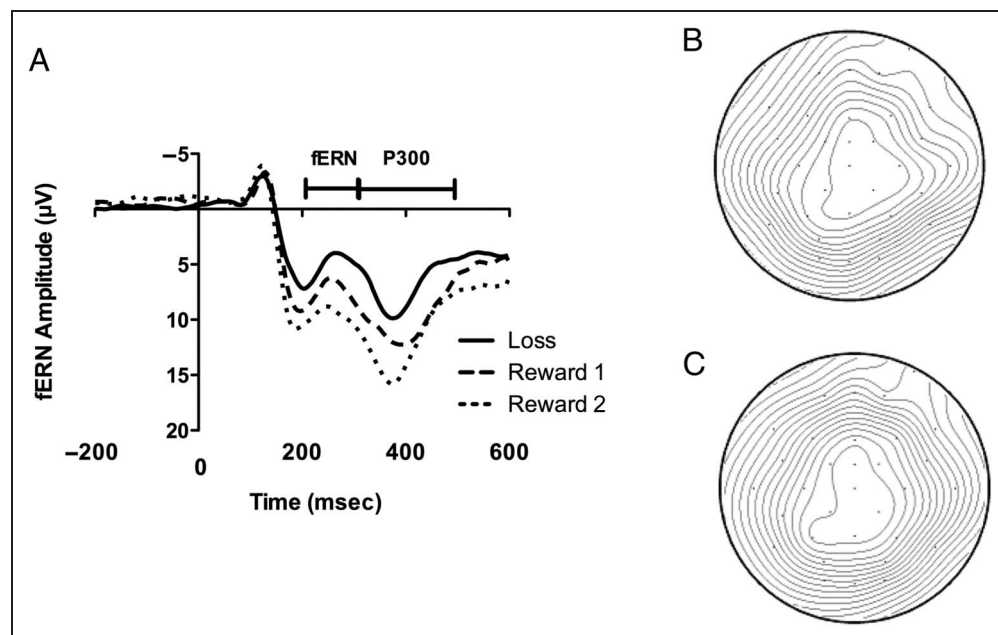 A
B
C
fERN P300
fERN Amplitude (µV)
−5
5
10
15
20
−200 0 200 400 600
Time (msec)
Loss
Reward 1
Reward 2